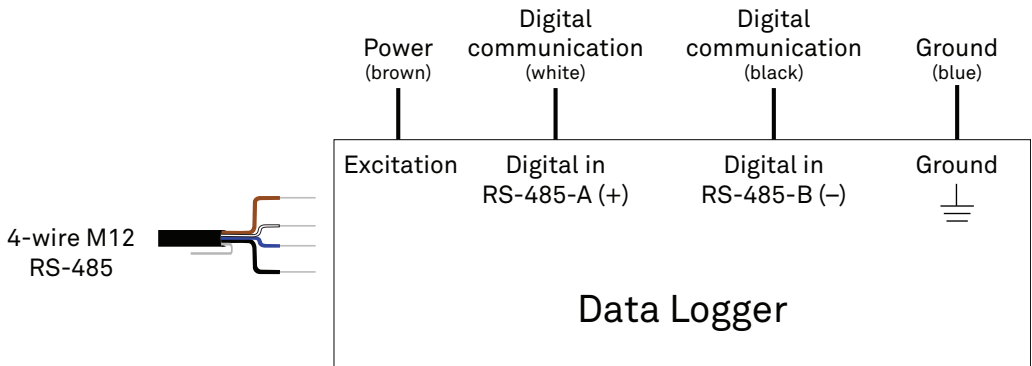 Power
(brown)
Digital
communication
(white)
Digital
communication
(black)
Ground
(blue)
Excitation
Digital in
RS-485-A (+)
Digital in
RS-485-B (–)
Ground
4-wire M12
RS-485
Data Logger